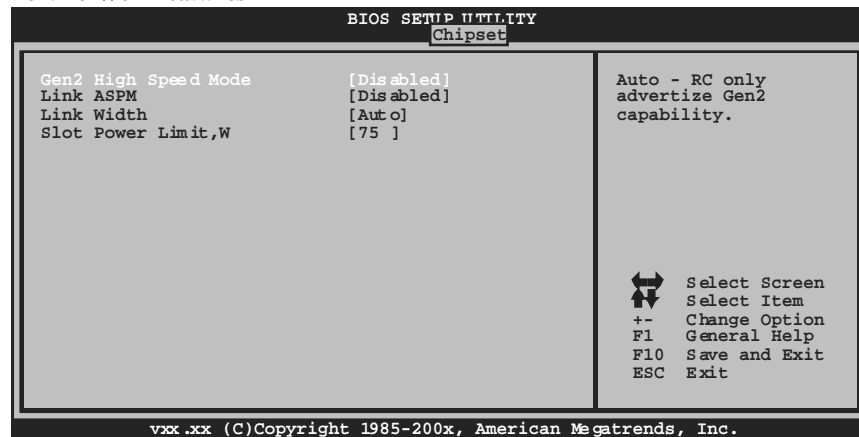 BIOS SETUP UTILITY
Chipset
Gen2 High Speed Mode [Disabled]
Link ASPM [Disabled]
Link Width [Auto]
Slot Power Limit,W [75 ]
Auto - RC only
advertize Gen2
capability.
Select Screen
Select Item
+- Change Option
F1 General Help
F10 Save and Exit
ESC Exit
vxx.xx (C)Copyright 1985-200x, American Megatrends, Inc.